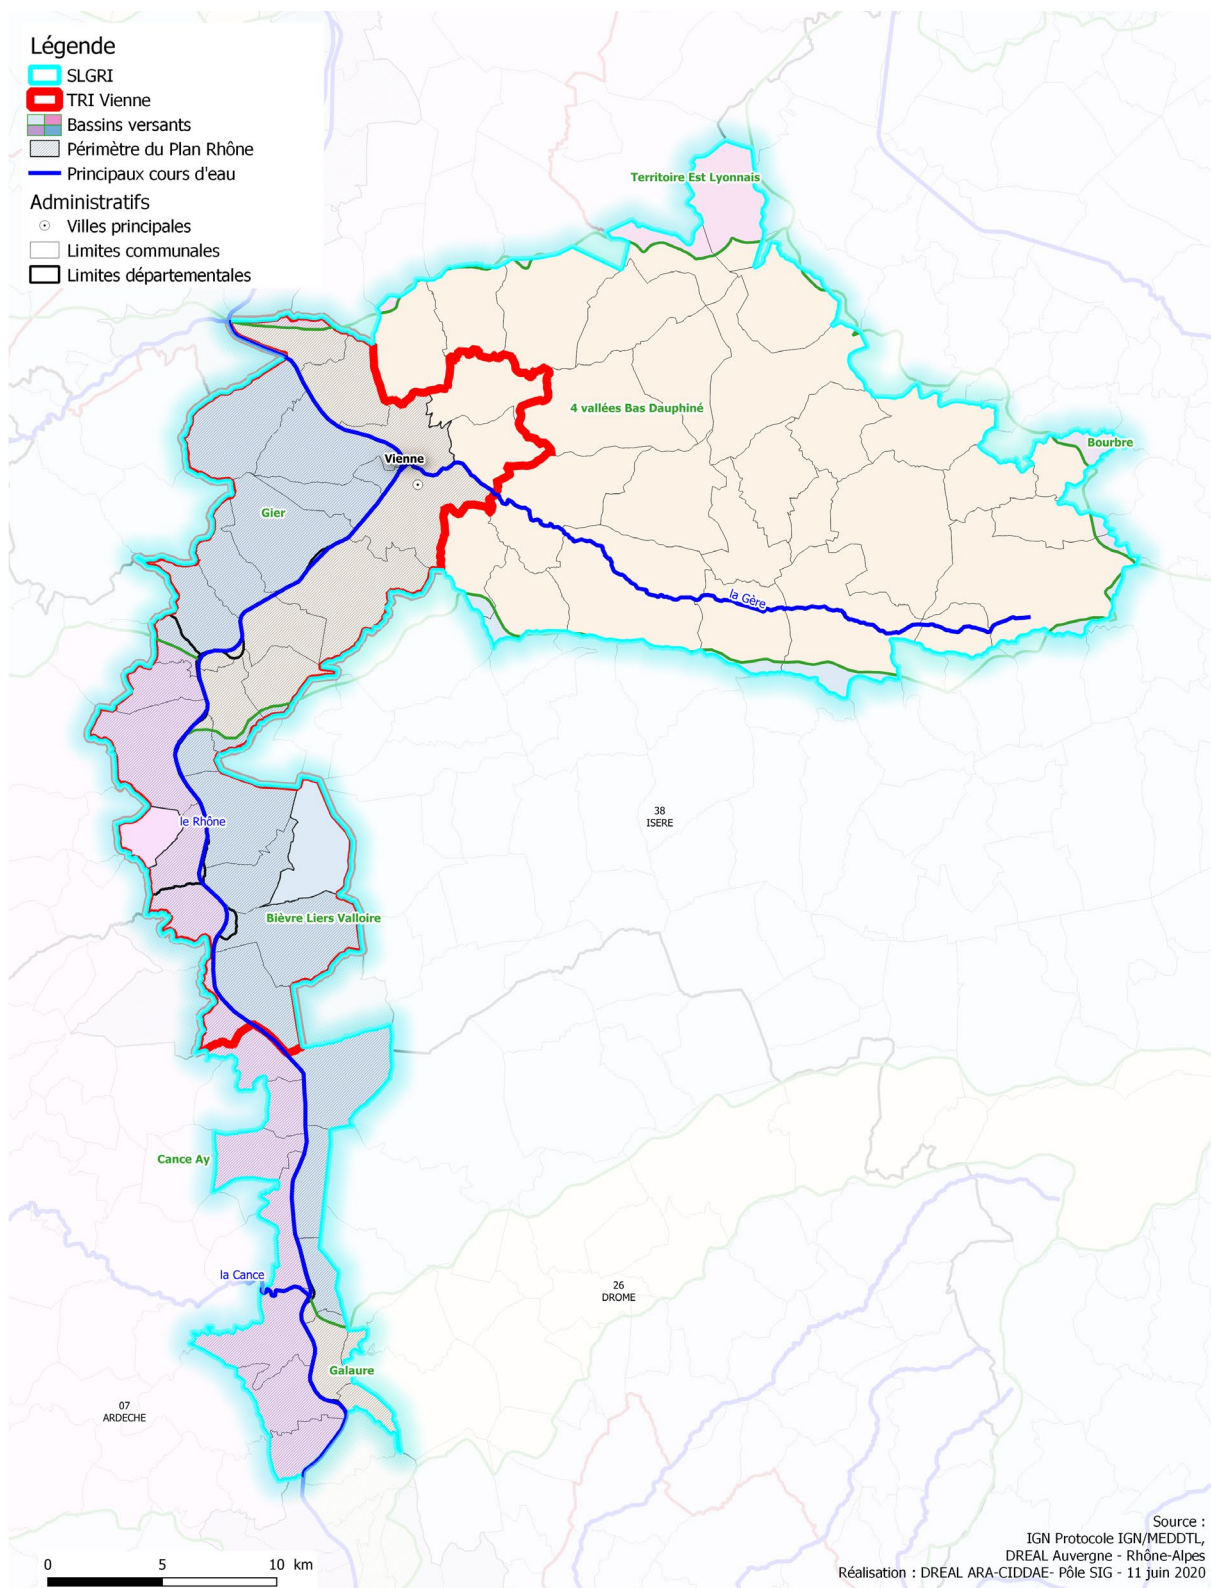 Légende
SLGRI
TRI Vienne
Bassins versants
Périmètre du Plan Rhône
Principaux cours d'eau
Administratifs
Villes principales
Limites communales
Limites départementales
Territoire Est Lyonnais
4 vallées Bas Dauphiné
Bourbre
Vienne
Gier
la Gère
38
ISERE
le Rhône
Bièvre Liers Valloire
Cance Ay
la Cance
26
DROME
Galaure
07
ARDECHE
Source :
IGN Protocole IGN/MEDDTL,
DREAL Auvergne - Rhône-Alpes
Réalisation : DREAL ARA-CIDDAE- Pôle SIG - 11 juin 2020
0 5 10 km